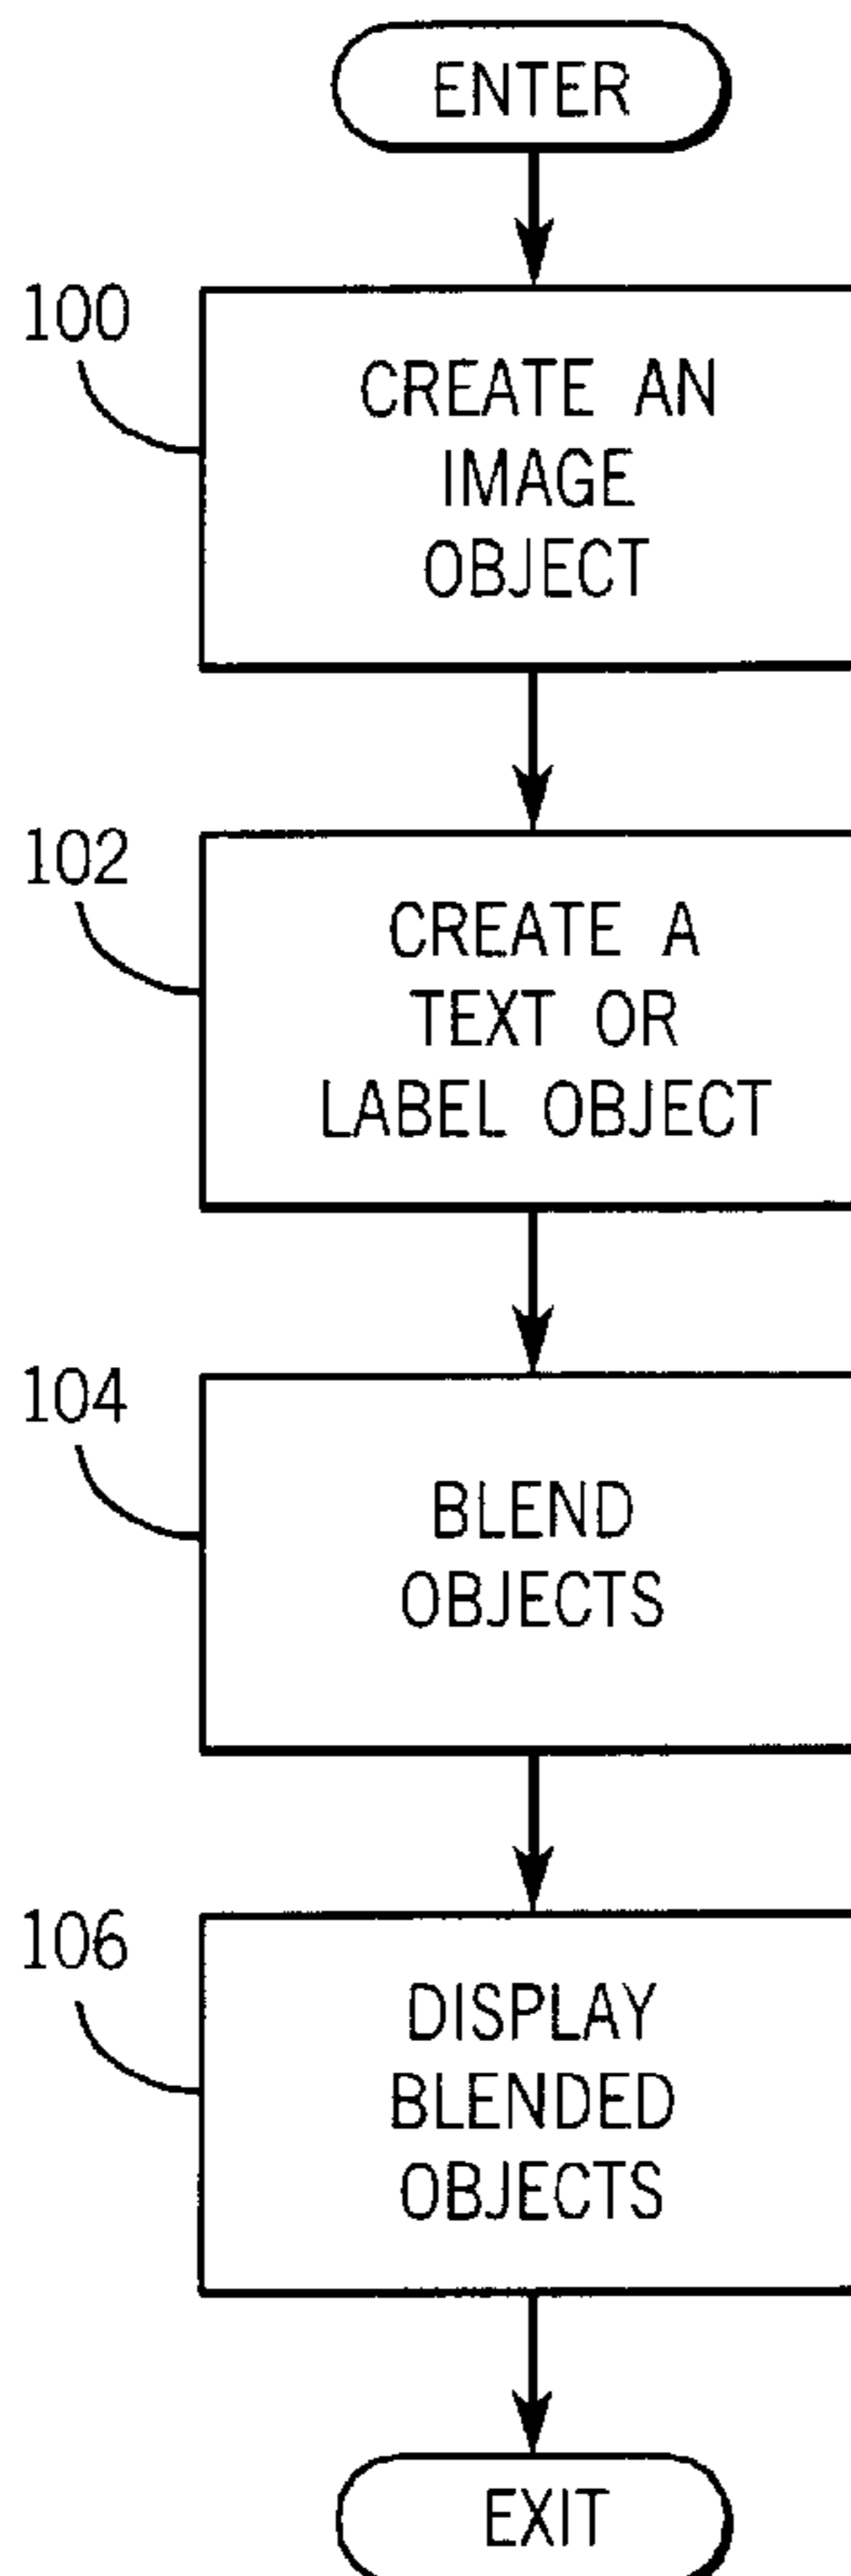 ENTER
100
CREATE AN
IMAGE
OBJECT
102
CREATE A
TEXT OR
LABEL OBJECT
104
BLEND
OBJECTS
106
DISPLAY
BLENDED
OBJECTS
EXIT